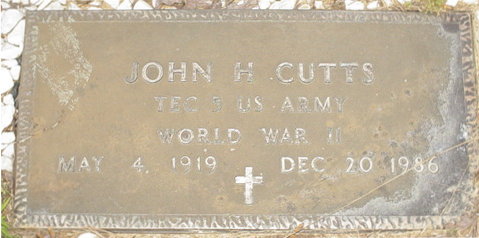 JOHN H CUTTS
TEC 5 US ARMY
WORLD WAR II
MAY 4, 1919 DEC 20 1986